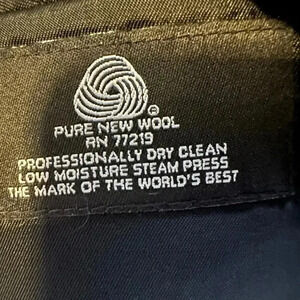 ®
PURE NEW WOOL
RN 77219
PROFESSIONALLY DRY CLEAN
LOW MOISTURE STEAM PRESS
THE MARK OF THE WORLD'S BEST